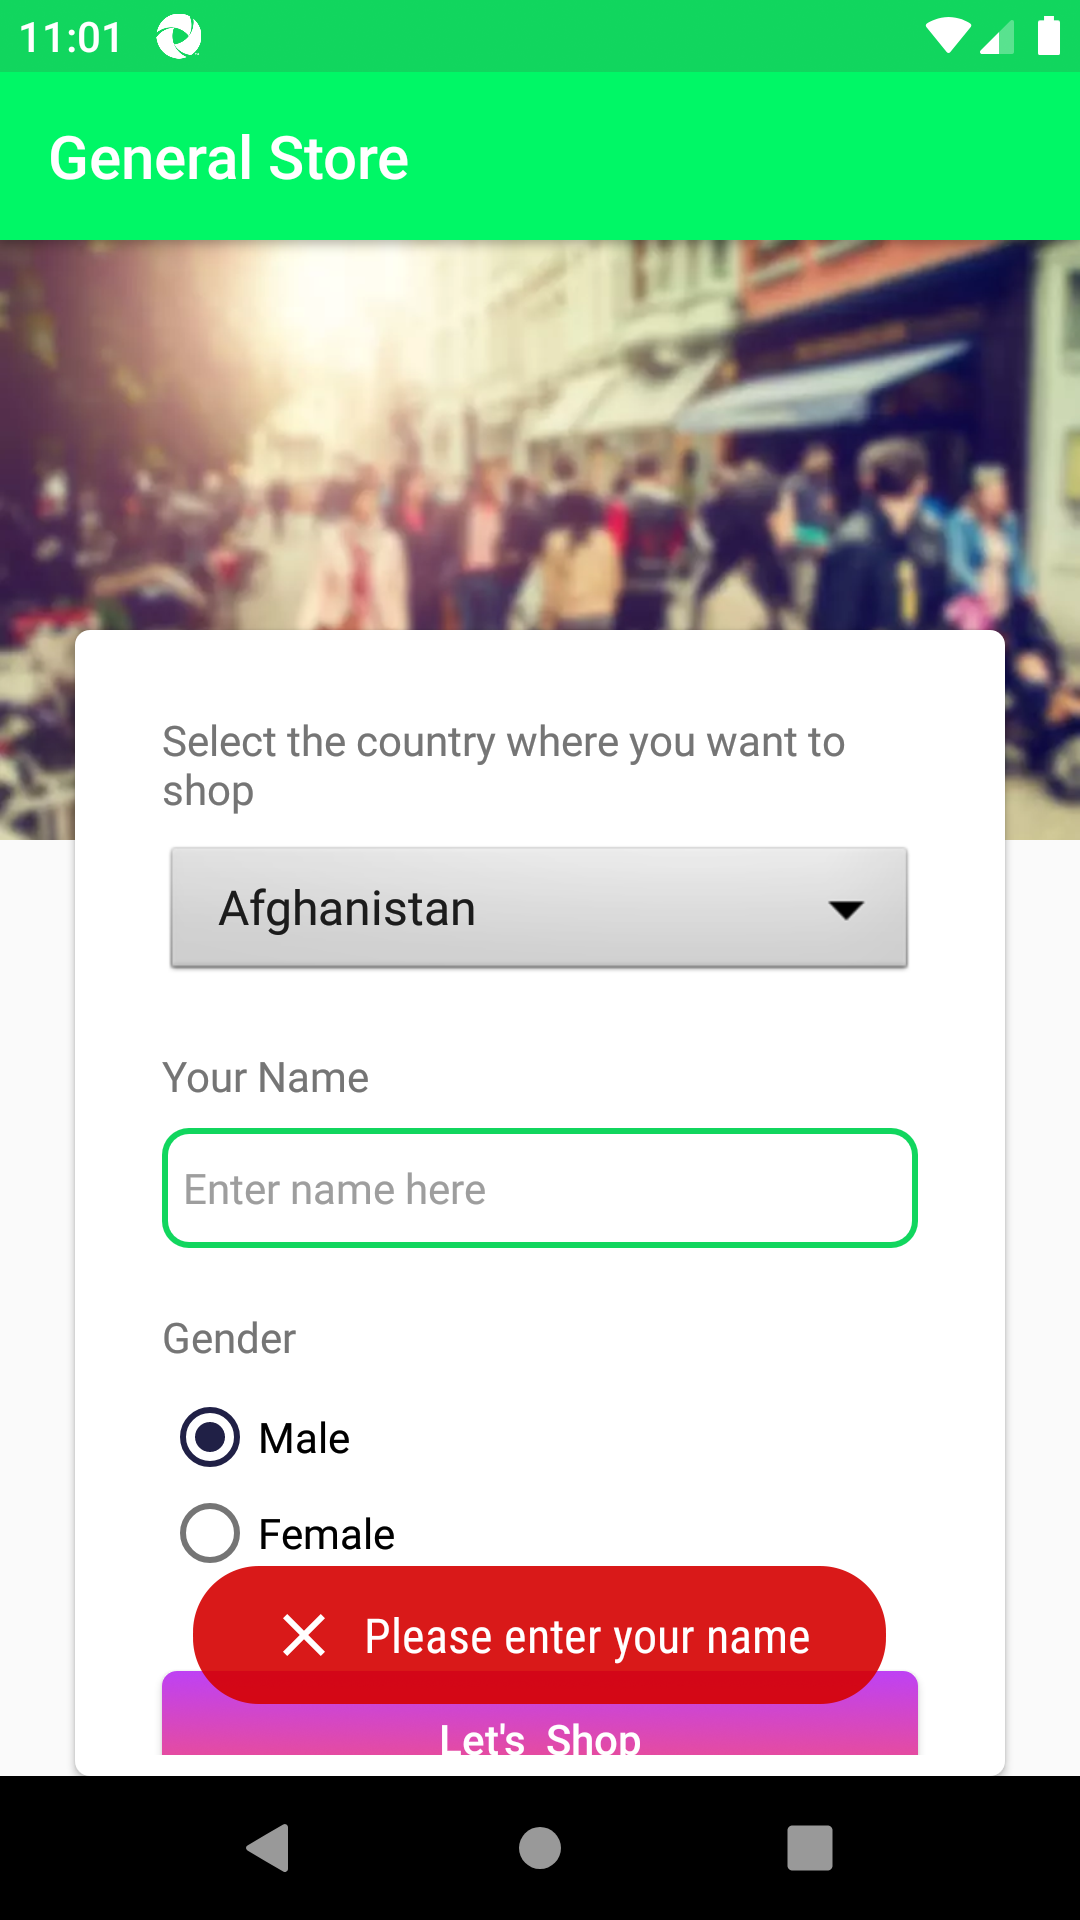 11:01
General Store
Select the country where you want to
shop
Afghanistan
Your Name
Enter name here
Gender
Male
Female
Please enter your name
Let's Shop